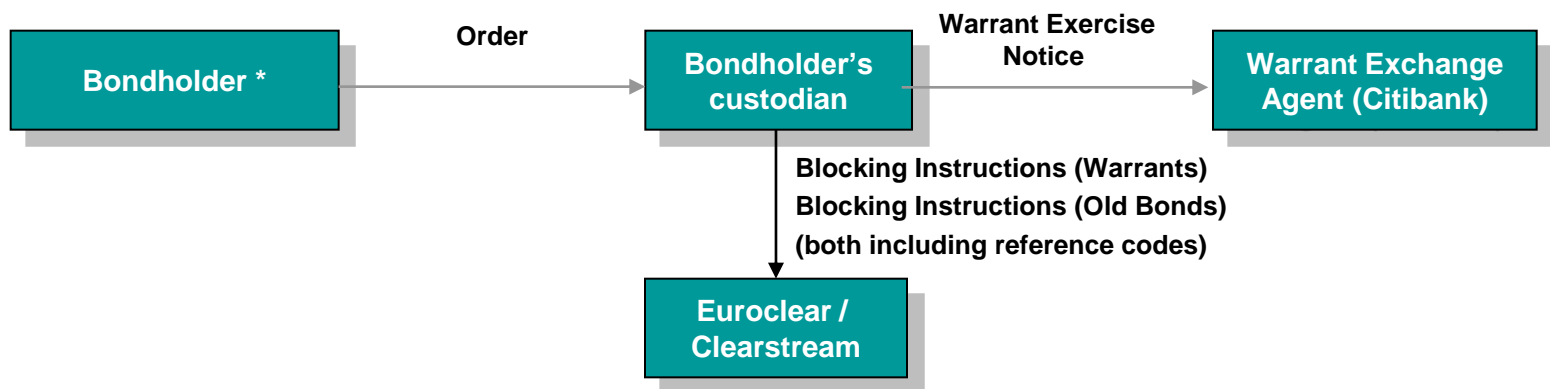 Bondholder *
Order
Bondholder's
custodian
Warrant Exercise
Notice
Warrant Exchange
Agent (Citibank)
Blocking Instructions (Warrants)
Blocking Instructions (Old Bonds)
(both including reference codes)
Euroclear /
Clearstream